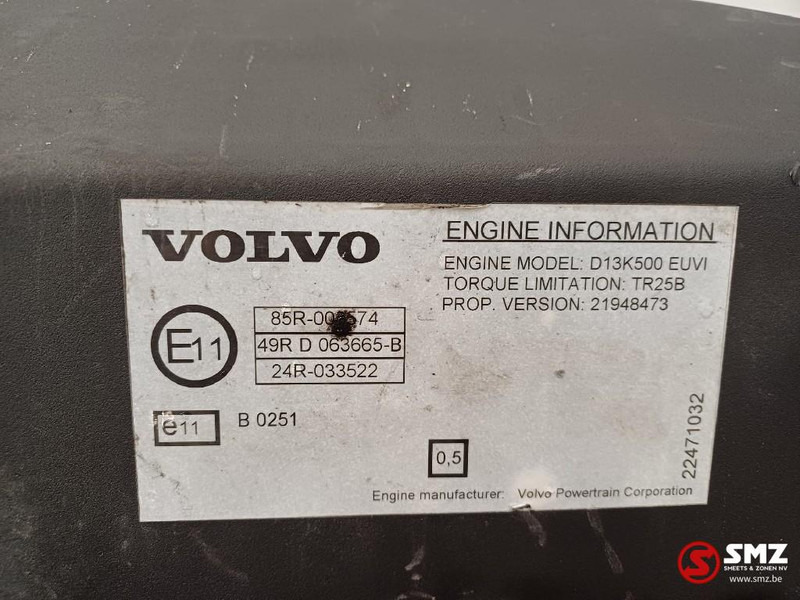 VOLVO
ENGINE INFORMATION
ENGINE MODEL: D13K500 EUVI
TORQUE LIMITATION: TR25B
PROP. VERSION: 21948473
E11
49R D 063665-B
24R-033522
e11
B 0251
0,5
22471032
Engine manufacturer: Volvo Powertrain Corporation
SMZ
SHEETS & ZONEN NV
www.smz.be